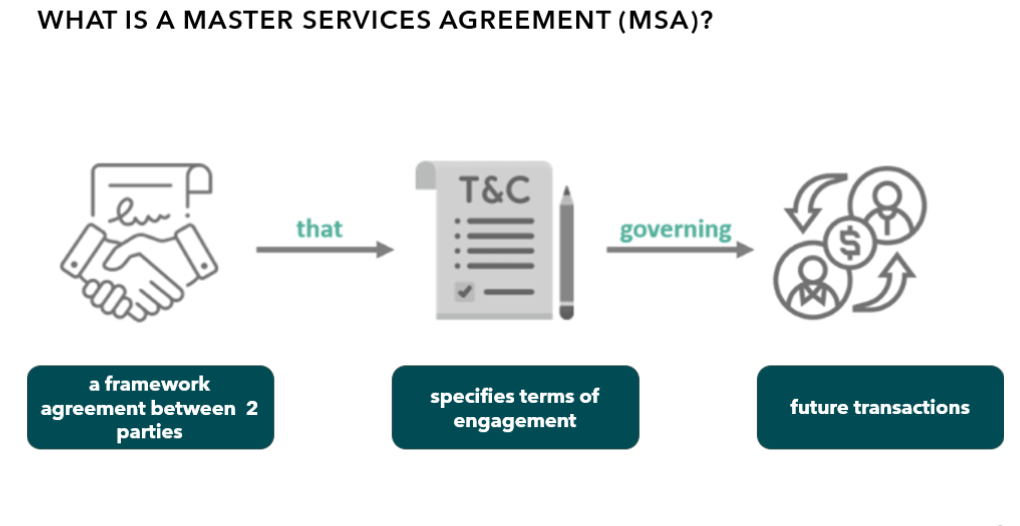 WHAT IS A MASTER SERVICES AGREEMENT (MSA)?
T&C
that
governing
$
a framework
agreement between 2
parties
specifies terms of
engagement
future transactions